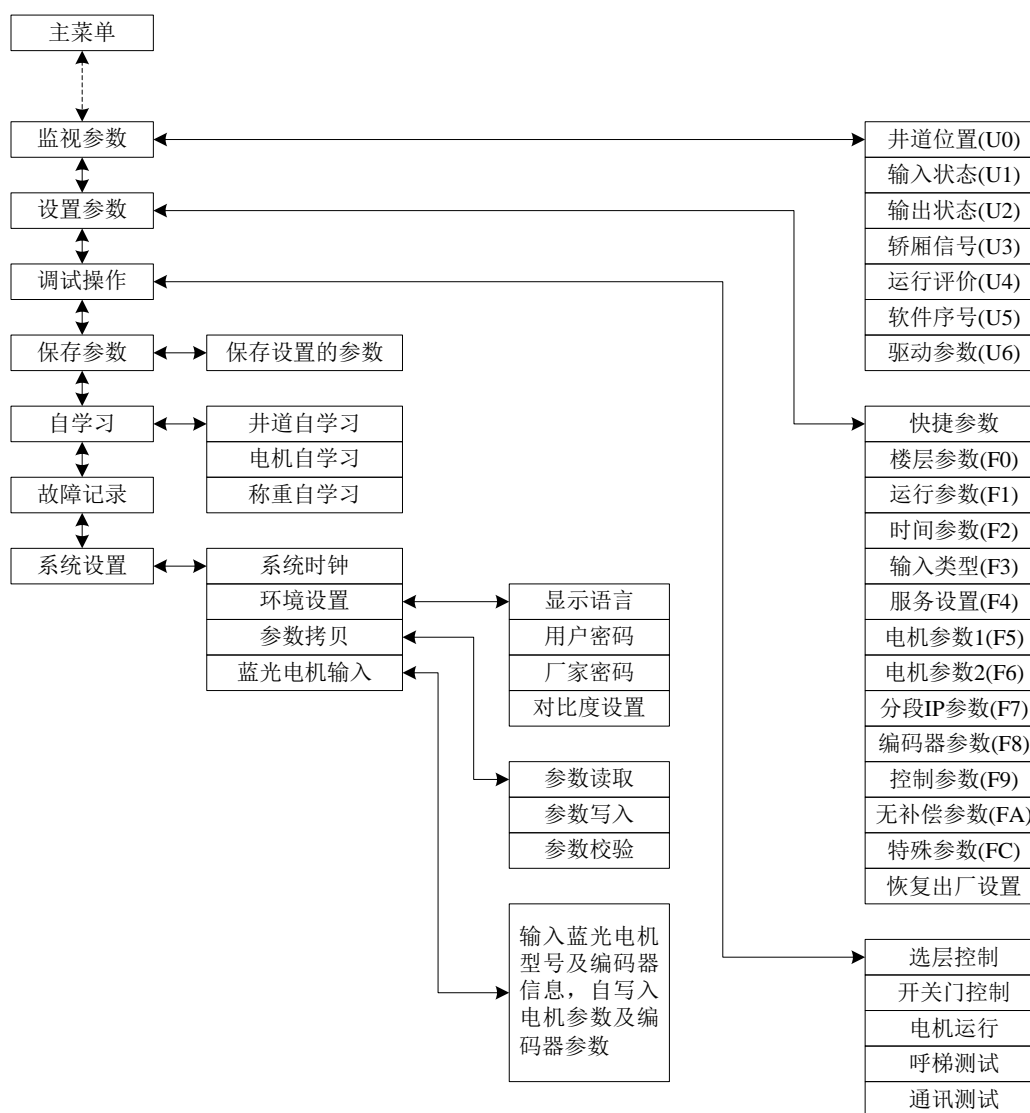 主菜单
监视参数
设置参数
调试操作
保存参数
保存设置的参数
自学习
井道自学习
电机自学习
称重自学习
故障记录
系统设置
系统时钟
环境设置
参数拷贝
蓝光电机输入
显示语言
用户密码
厂家密码
对比度设置
参数读取
参数写入
参数校验
输入蓝光电机
型号及编码器
信息，自写入
电机参数及编
码器参数
井道位置(U0)
输入状态(U1)
输出状态(U2)
轿厢信号(U3)
运行评价(U4)
软件序号(U5)
驱动参数(U6)
快捷参数
楼层参数(F0)
运行参数(F1)
时间参数(F2)
输入类型(F3)
服务设置(F4)
电机参数1(F5)
电机参数2(F6)
分段IP参数(F7)
编码器参数(F8)
控制参数(F9)
无补偿参数(FA)
特殊参数(FC)
恢复出厂设置
选层控制
开关门控制
电机运行
呼梯测试
通讯测试